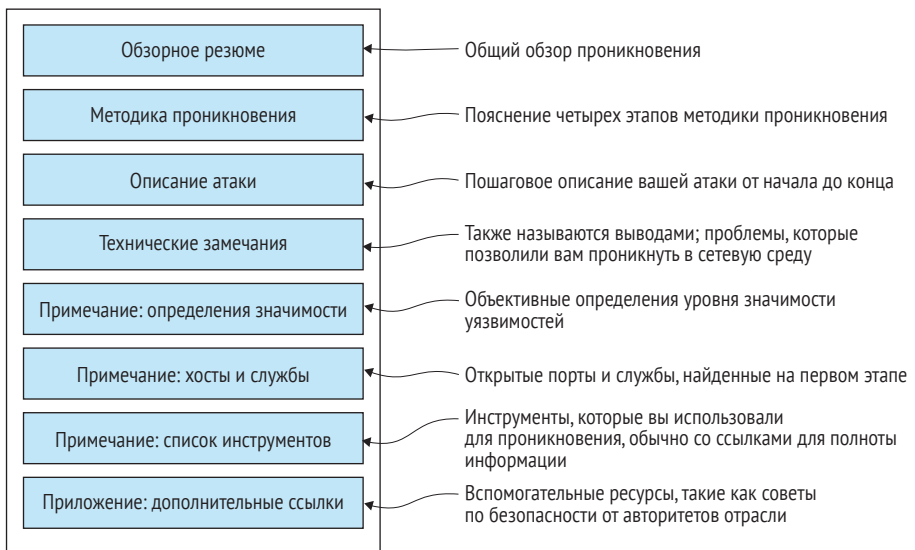 Обзорное резюме
Общий обзор проникновения
Методика проникновения
Пояснение четырех этапов методики проникновения
Описание атаки
Пошаговое описание вашей атаки от начала до конца
Технические замечания
Также называются выводами; проблемы, которые
позволили вам проникнуть в сетевую среду
Примечание: определения значимости
Объективные определения уровня значимости
уязвимостей
Примечание: хосты и службы
Открытые порты и службы, найденные на первом этапе
Примечание: список инструментов
Инструменты, которые вы использовали
для проникновения, обычно со ссылками для полноты
информации
Приложение: дополнительные ссылки
Вспомогательные ресурсы, такие как советы
по безопасности от авторитетов отрасли